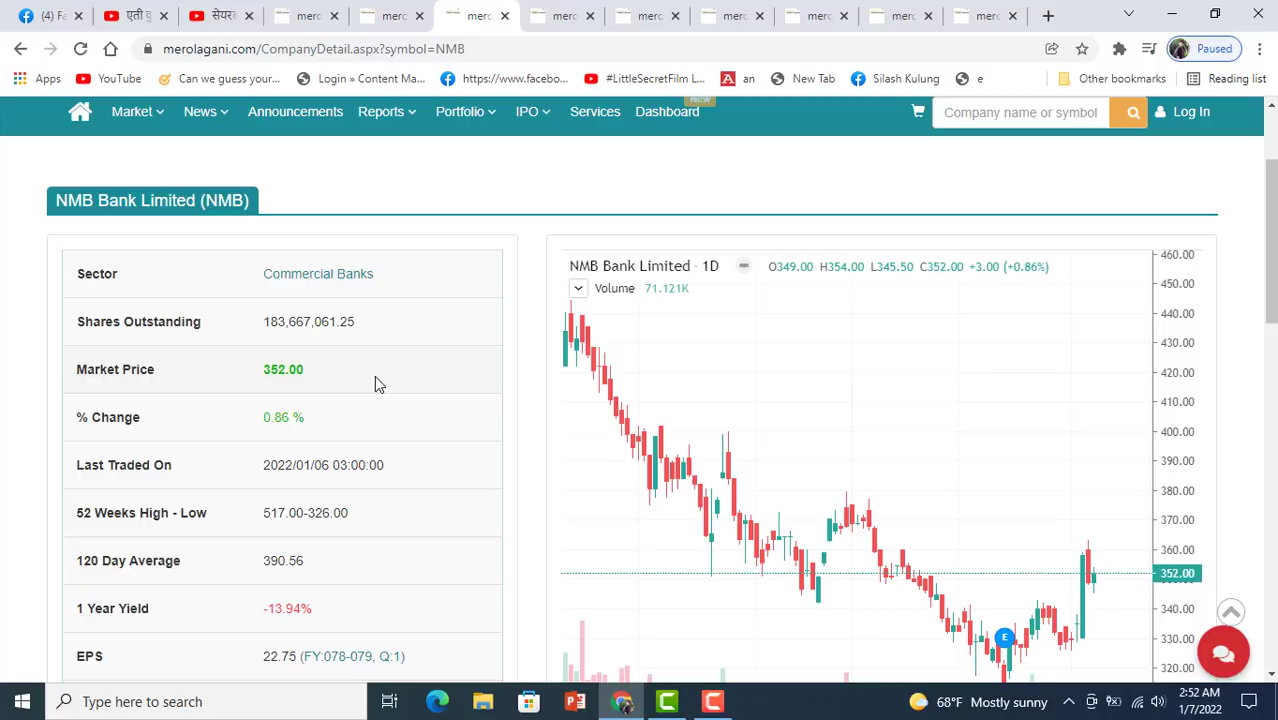 (4) Fa
एती कु
सेयर
merc
merc
merc
merc
merc
merc
merc
merc
merolagani.com/CompanyDetail.aspx?symbol=NMB
Paused
Apps
YouTube
Can we guess your...
Login ‹ Content Ma...
https://www.facebo...
#LittleSecretFilm I...
an
New Tab
Silash Kulung
e
Other bookmarks
Reading list
NEW
Market
News
Announcements
Reports
Portfolio
IPO
Services
Dashboard
Company name or symbol
Log In
NMB Bank Limited (NMB)
Sector Commercial Banks
Shares Outstanding 183,667,061.25
Market Price 352.00
% Change 0.86 %
Last Traded On 2022/01/06 03:00:00
52 Weeks High - Low 517.00-326.00
120 Day Average 390.56
1 Year Yield -13.94%
EPS 22.75 (FY:078-079, Q:1)
NMB Bank Limited · 1D O349.00 H354.00 L345.50 C352.00 +3.00 (+0.86%)
Volume 71.121K
460.00
450.00
440.00
430.00
420.00
410.00
400.00
390.00
380.00
370.00
360.00
352.00
340.00
330.00
320.00
E
Type here to search
68°F Mostly sunny
2:52 AM
1/7/2022